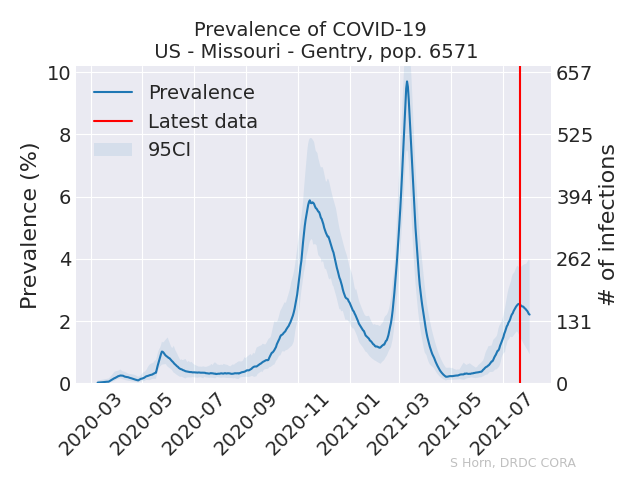 Prevalence of COVID-19
US - Missouri - Gentry, pop. 6571
Prevalence
Latest data
95CI
Prevalence (%)
10
8
6
4
2
0
657
525
394
262
131
0
# of infections
2020-03
2020-05
2020-07
2020-09
2020-11
2021-01
2021-03
2021-05
2021-07
S Horn, DRDC CORA